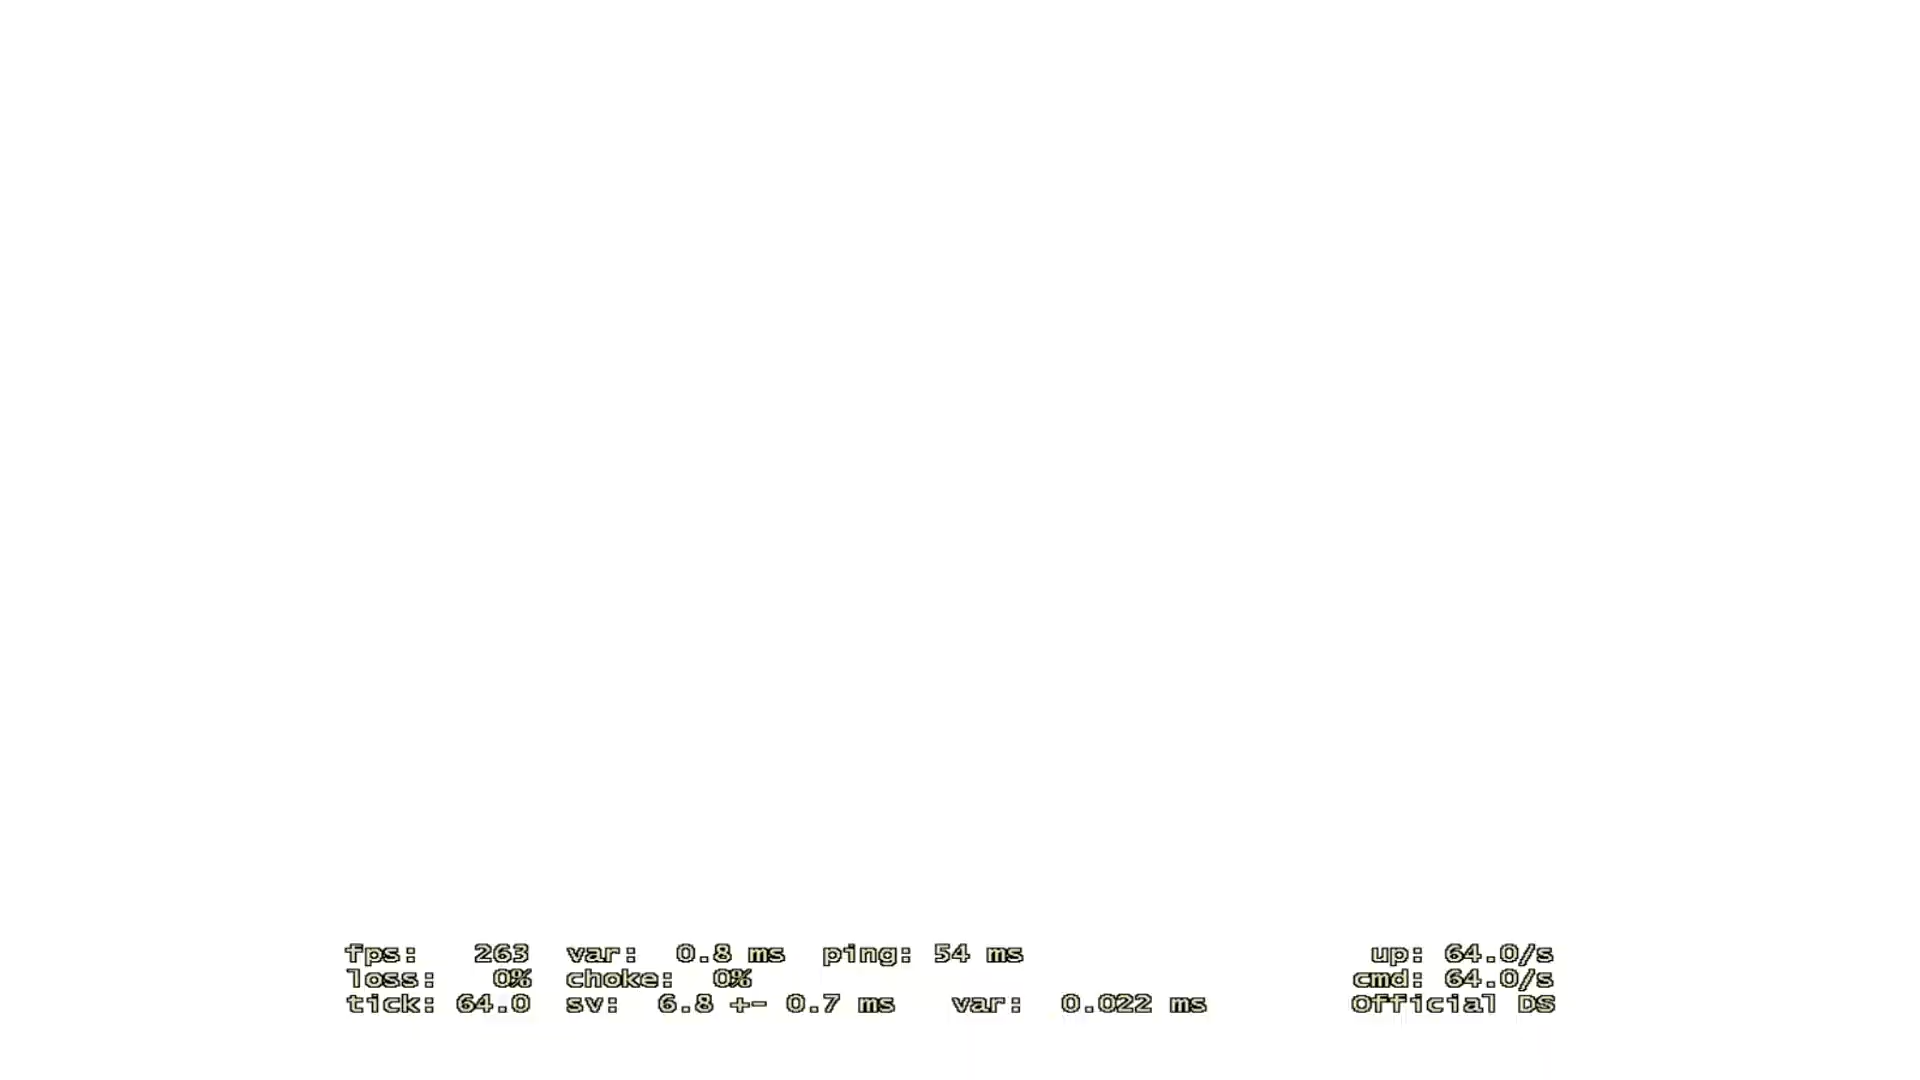 fps: 263 var: 0.8 ms ping: 54 ms up: 64.0/s
loss: 0% choke: 0% cmd: 64.0/s
tick: 64.0 sv: 6.8 +- 0.7 ms var: 0.022 ms Official DS